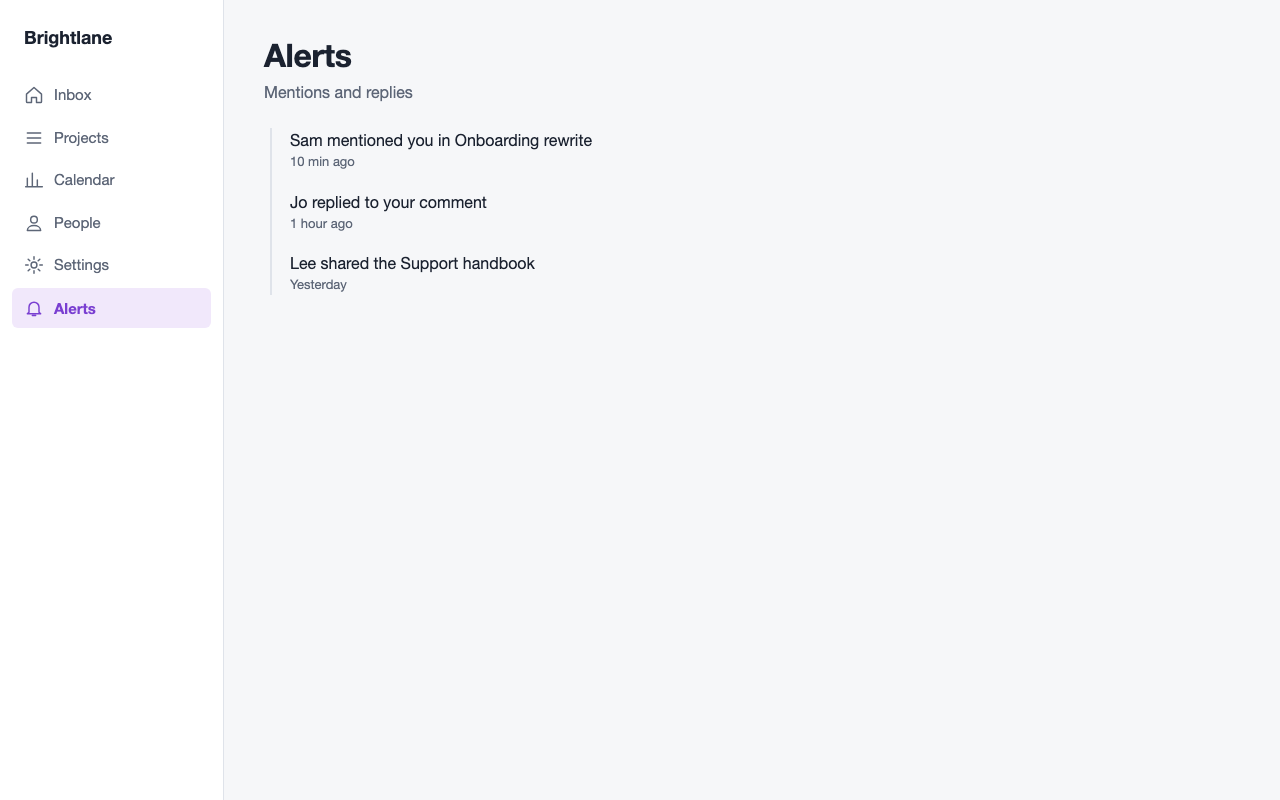 Brightlane
Inbox
Projects
Calendar
People
Settings
Alerts
Alerts
Mentions and replies
Sam mentioned you in Onboarding rewrite
10 min ago
Jo replied to your comment
1 hour ago
Lee shared the Support handbook
Yesterday